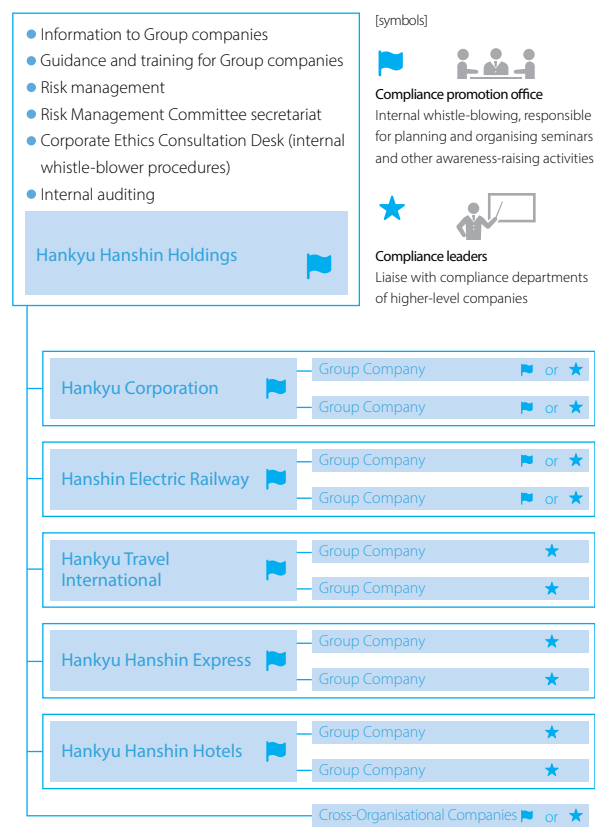 Information to Group companies
Guidance and training for Group companies
Risk management
Risk Management Committee secretariat
Corporate Ethics Consultation Desk (internal
whistle-blower procedures)
Internal auditing
Hankyu Hanshin Holdings
[symbols]
Compliance promotion office
Internal whistle-blowing, responsible
for planning and organising seminars
and other awareness-raising activities
Compliance leaders
Liaise with compliance departments
of higher-level companies
Hankyu Corporation
Group Company or
Group Company or
Hanshin Electric Railway
Group Company or
Group Company or
Hankyu Travel
International
Group Company
Group Company
Hankyu Hanshin Express
Group Company
Group Company
Hankyu Hanshin Hotels
Group Company
Group Company
Cross-Organisational Companies or